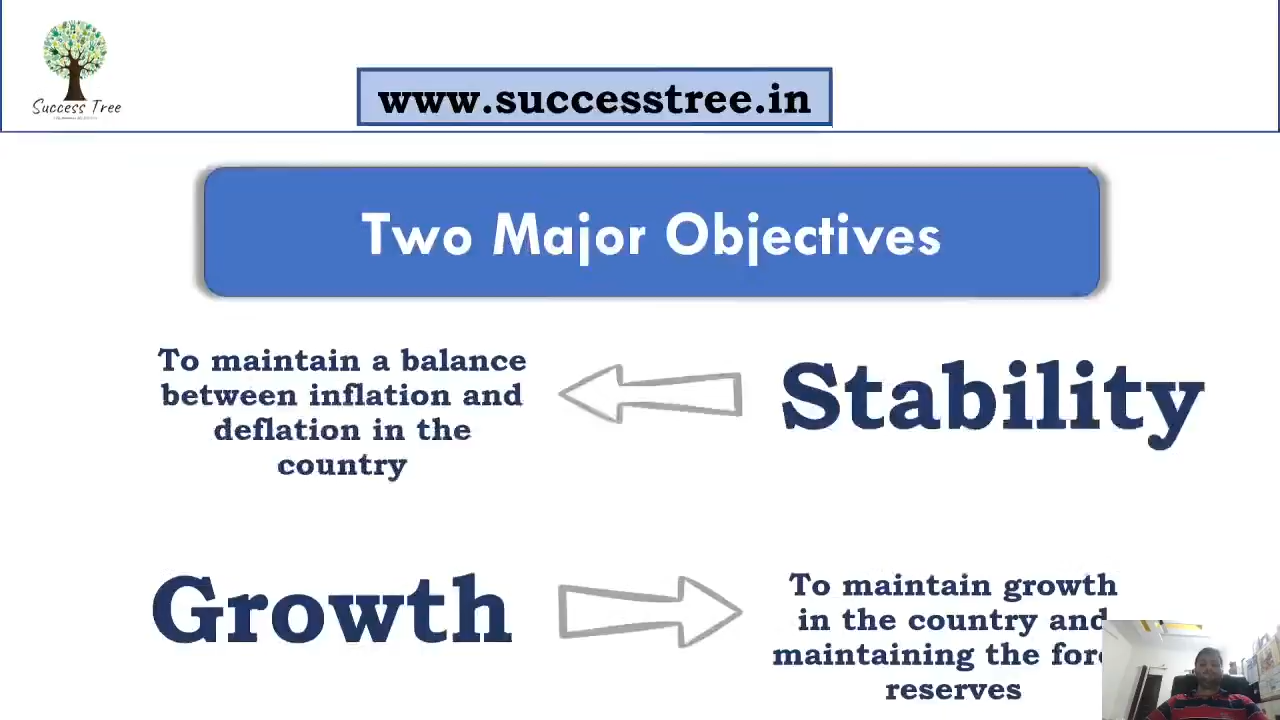 Success Tree
www.successtree.in
Two Major Objectives
To maintain a balance
between inflation and
deflation in the
country
Stability
Growth
To maintain growth
in the country and
maintaining the
reserves